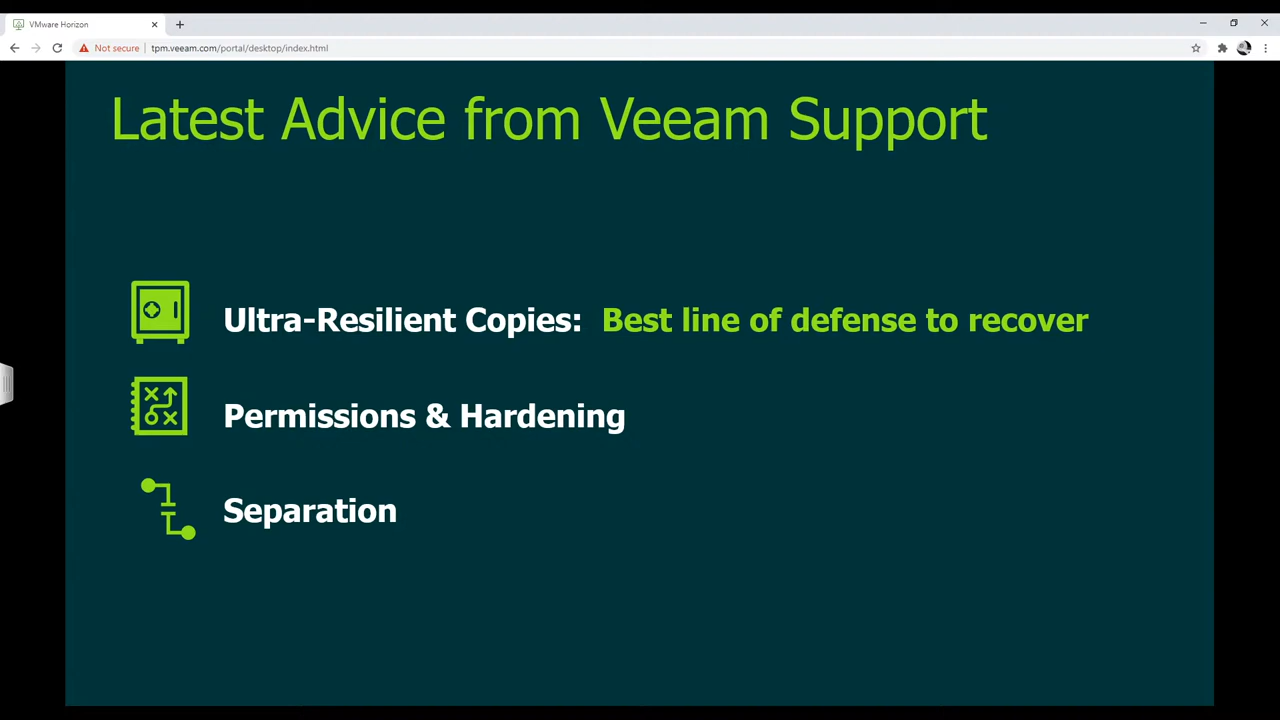 VMware Horizon
Not secure
tpm.veeam.com/portal/desktop/index.html
Latest Advice from Veeam Support
Ultra-Resilient Copies: Best line of defense to recover
Permissions & Hardening
Separation